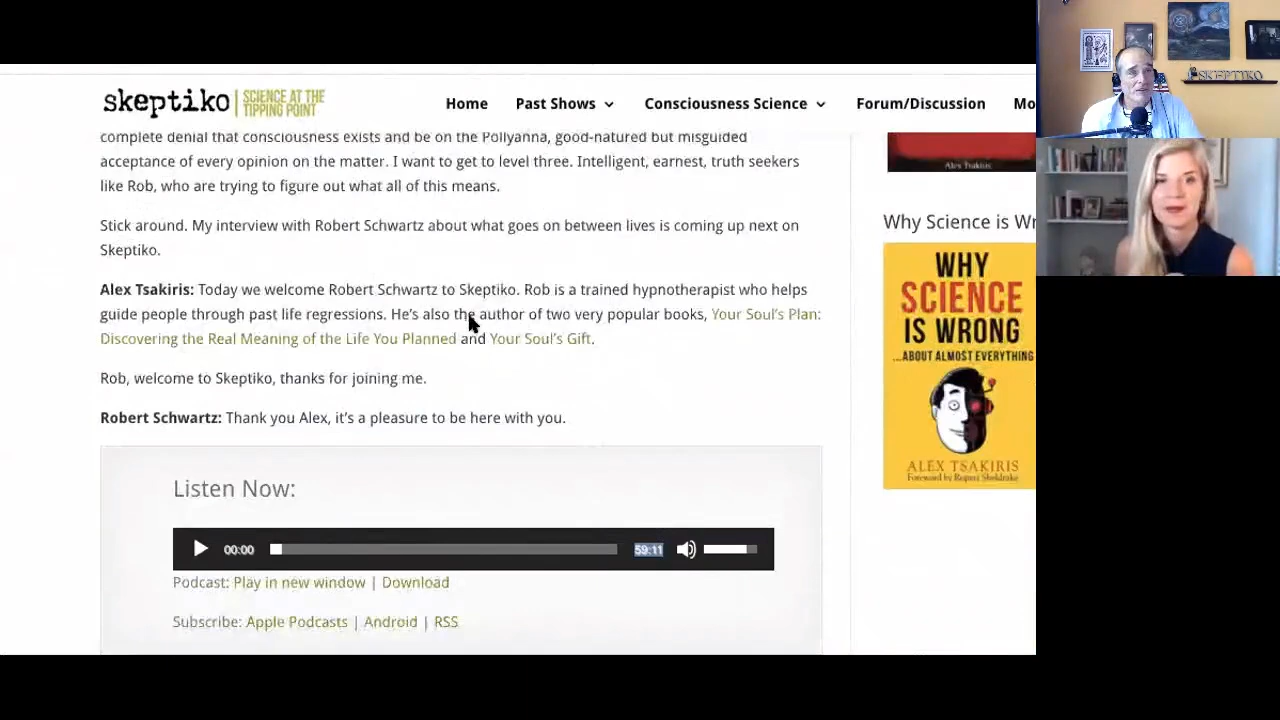 skeptiko | SCIENCE AT THE TIPPING POINT
Home Past Shows Consciousness Science Forum/Discussion Mo
complete denial that consciousness exists and be on the Pollyanna, good-natured but misguided
acceptance of every opinion on the matter. I want to get to level three. Intelligent, earnest, truth seekers
like Rob, who are trying to figure out what all of this means.
Stick around. My interview with Robert Schwartz about what goes on between lives is coming up next on
Skeptiko.
Alex Tsakiris: Today we welcome Robert Schwartz to Skeptiko. Rob is a trained hypnotherapist who helps
guide people through past life regressions. He’s also the author of two very popular books, Your Soul’s Plan:
Discovering the Real Meaning of the Life You Planned and Your Soul’s Gift.
Rob, welcome to Skeptiko, thanks for joining me.
Robert Schwartz: Thank you Alex, it’s a pleasure to be here with you.
Listen Now:
00:00 59:11
Podcast: Play in new window | Download
Subscribe: Apple Podcasts | Android | RSS
Alex Tsakiris
Why Science is Wr
WHY
SCIENCE
IS WRONG
...ABOUT ALMOST EVERYTHING
ALEX TSAKIRIS
Foreword by Rupert Sheldrake
SKEPTIKO